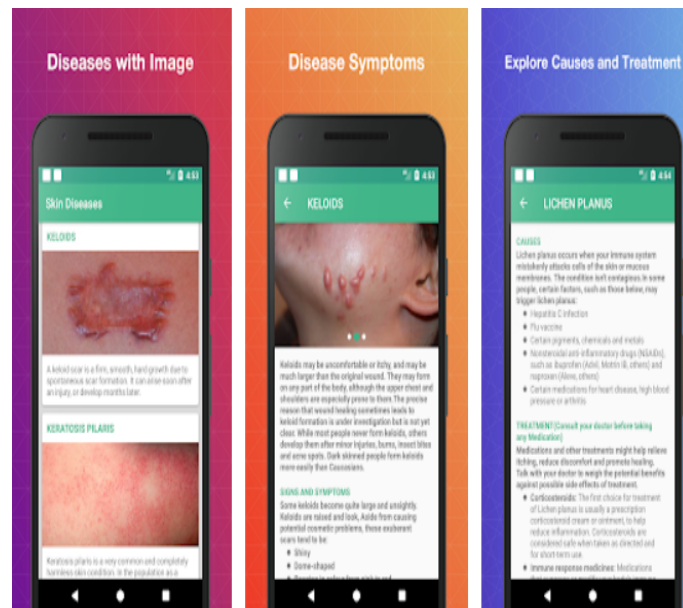 Diseases with Image
4:53
Skin Diseases
KELOIDS
A keloid scar is a firm, smooth, hard growth due to
spontaneous scar formation. It can arise soon after
an injury, or develop months later.
KERATOSIS PILARIS
Keratosis pilaris is a very common and completely
harmless skin condition. In the population as a
Disease Symptoms
4:53
KELOIDS
Keloids may be uncomfortable or itchy, and may be
much larger than the original wound. They may form
on any part of the body, although the upper chest and
shoulders are especially prone to them. The precise
reason that wound healing sometimes leads to
keloid formation is under investigation but is not yet
clear. While most people never form keloids, others
develop them after minor injuries, burns, insect bites
and acne spots. Dark skinned people form keloids
more easily than Caucasians.
SIGNS AND SYMPTOMS
Some keloids become quite large and unsightly.
Keloids are raised and look, Aside from causing
potential cosmetic problems, these exuberant
scars tend to be:
Shiny
Dome-shaped
Explore Causes and Treatment
4:54
LICHEN PLANUS
CAUSES
Lichen planus occurs when your immune system
mistakenly attacks cells of the skin or mucous
membranes. The condition isn't contagious. In some
people, certain factors, such as those below, may
trigger lichen planus:
Hepatitis C infection
Flu vaccine
Certain pigments, chemicals and metals
Nonsteroidal anti-inflammatory drugs (NSAIDs),
such as ibuprofen (Advil, Motrin IB, others) and
naproxen (Aleve, others)
Certain medications for heart disease, high blood
pressure or arthritis
TREATMENT(Consult your doctor before taking
any Medication)
Medications and other treatments might help relieve
itching, reduce discomfort and promote healing.
Talk with your doctor to weigh the potential benefits
against possible side effects of treatment.
Corticosteroids: The first choice for treatment
of Lichen planus is usually a prescription
corticosteroid cream or ointment, to help
reduce inflammation. Corticosteroids are
considered safe when taken as directed and
for short-term use.
Immune response medicines: Medications